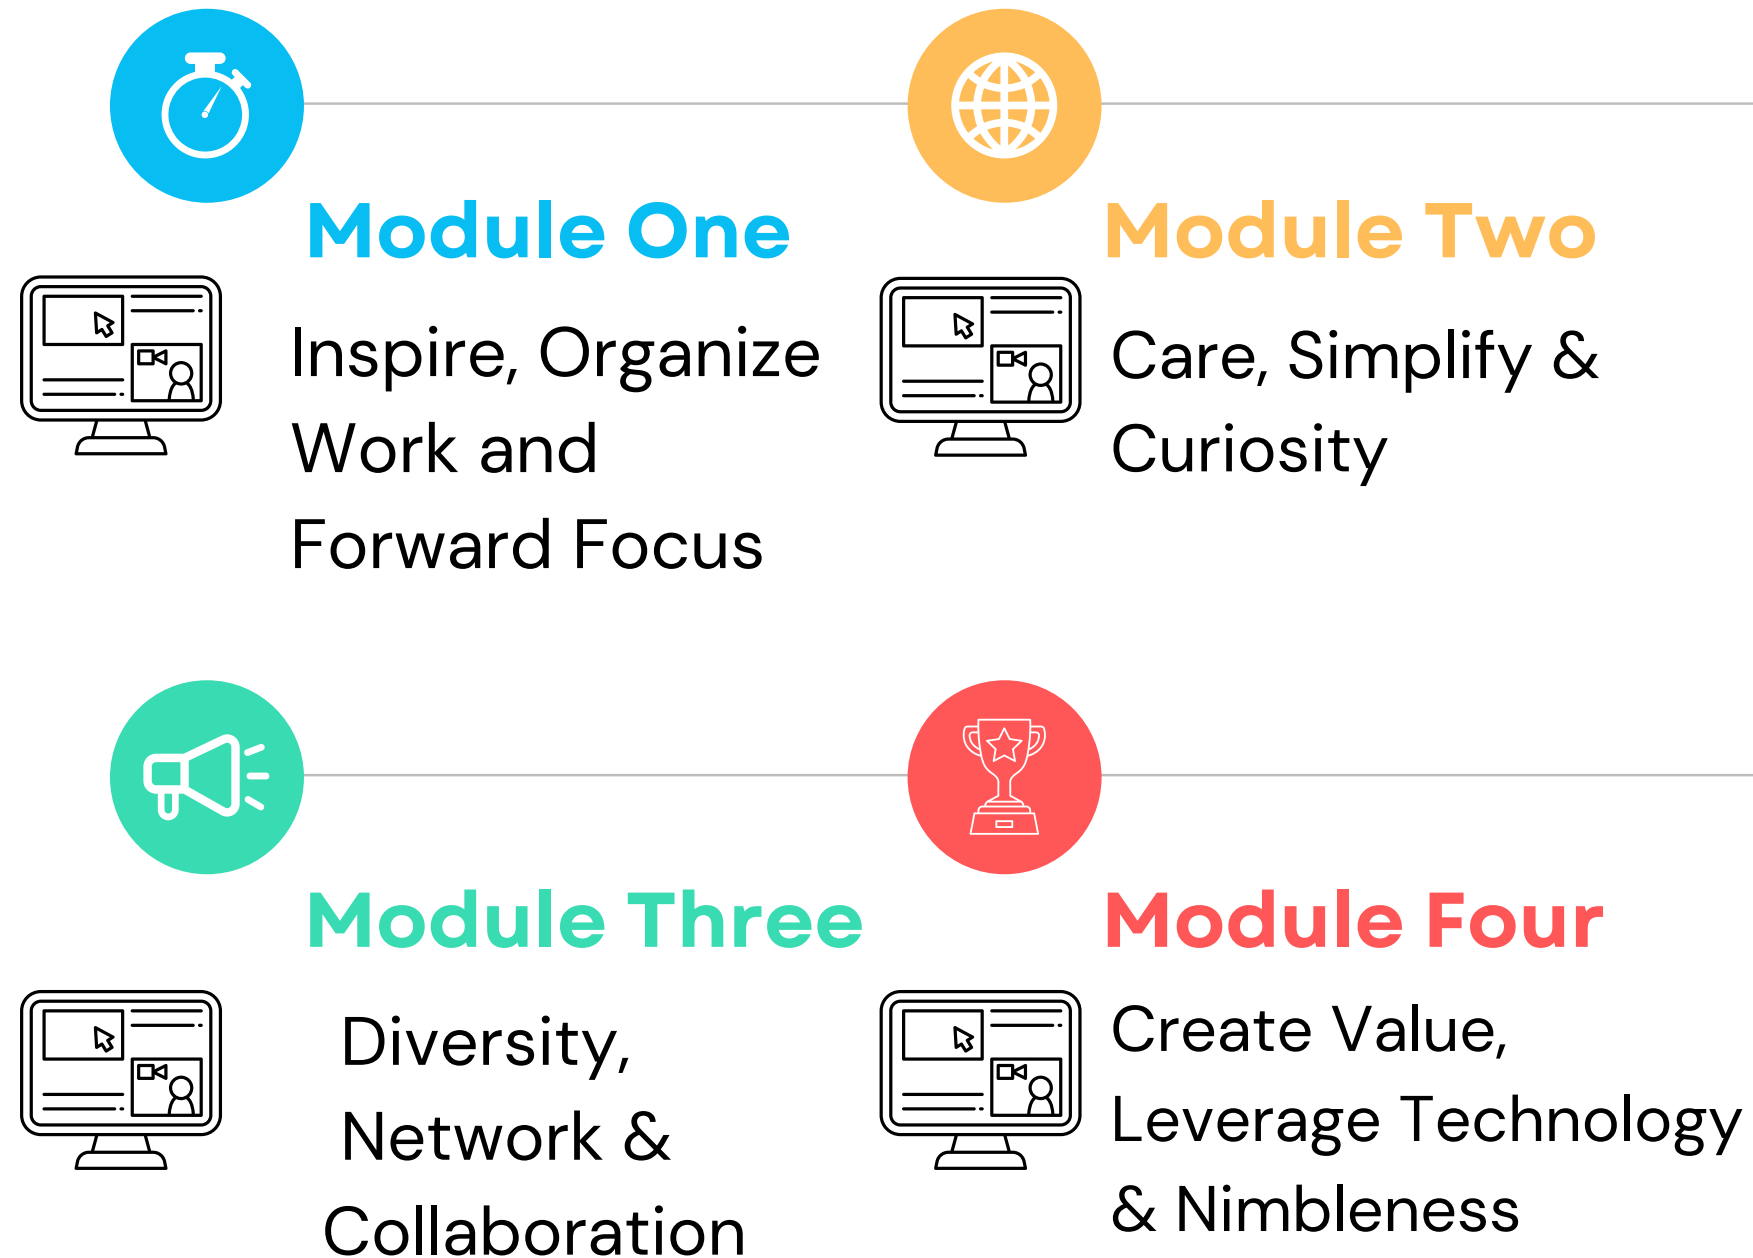 Module One
Inspire, Organize
Work and
Forward Focus
Module Two
Care, Simplify &
Curiosity
Module Three
Diversity,
Network &
Collaboration
Module Four
Create Value,
Leverage Technology
& Nimbleness